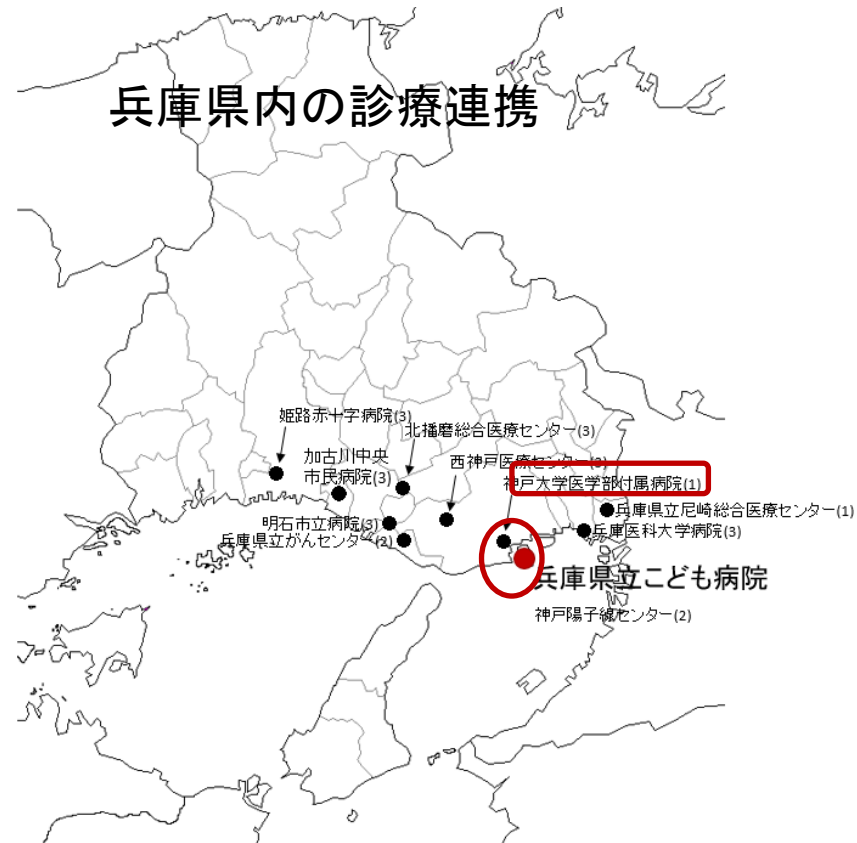 兵庫県内の診療連携
姫路赤十字病院(3)
北播磨総合医療センター(3)
加古川中央
市民病院(3)
西神戸医療センター(3)
神戸大学医学部付属病院(1)
兵庫県立尼崎総合医療センター(1)
明石市立病院(3)
兵庫医科大学病院(3)
兵庫県立がんセンター(2)
兵庫県立こども病院
神戸陽子線センター(2)